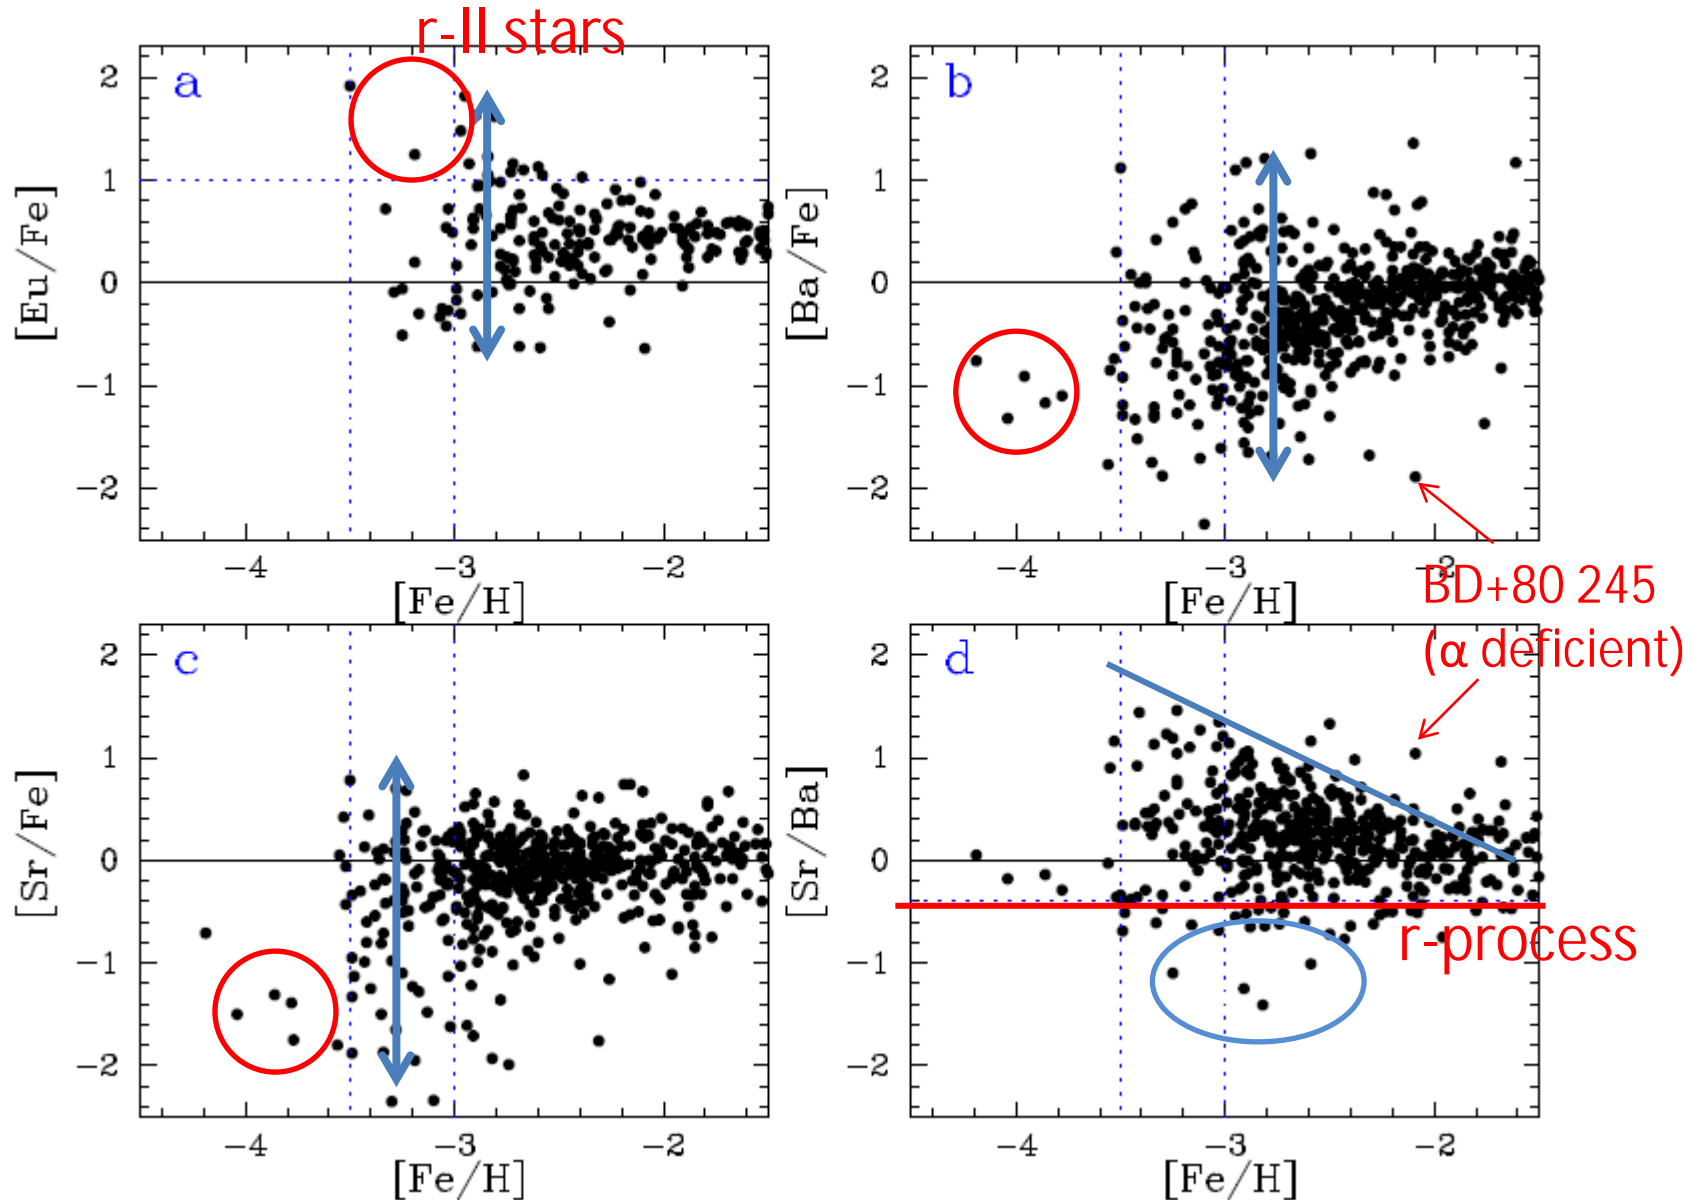 r-II stars
a
2
1
0
−1
−2
[Eu/Fe]
−4
−3
−2
[Fe/H]
b
2
1
0
−1
−2
[Ba/Fe]
−4
−3
−2
[Fe/H]
BD+80 245
(α deficient)
c
2
1
0
−1
−2
[Sr/Fe]
−4
−3
−2
[Fe/H]
d
2
1
0
−1
−2
[Sr/Ba]
r-process
−4
−3
−2
[Fe/H]